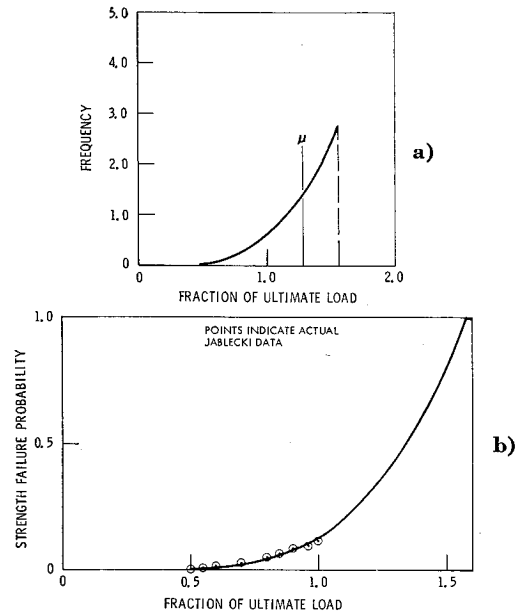 5.0
4.0
3.0
2.0
1.0
0
FREQUENCY
μ
a)
0
1.0
2.0
FRACTION OF ULTIMATE LOAD
1.0
0.5
0
STRENGTH FAILURE PROBABILITY
POINTS INDICATE ACTUAL
JABLECKI DATA
b)
0
0.5
1.0
1.5
FRACTION OF ULTIMATE LOAD